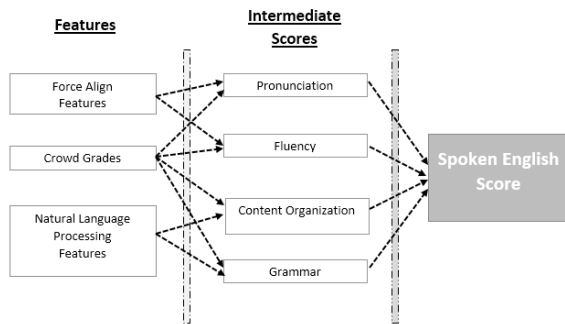 Features
Intermediate
Scores
Force Align
Features
Crowd Grades
Natural Language
Processing
Features
Pronunciation
Fluency
Content Organization
Grammar
Spoken English
Score